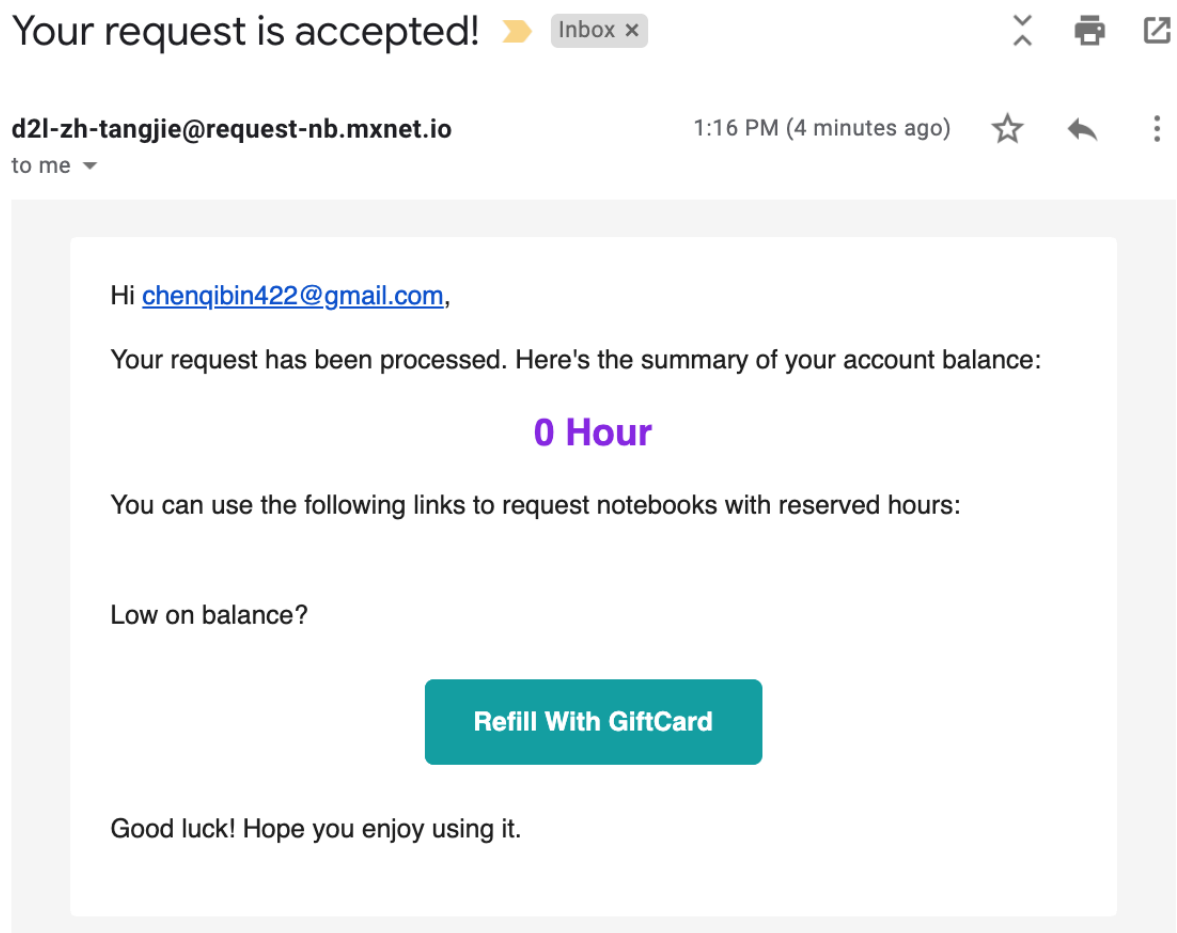 Your request is accepted! Inbox ×
d2l-zh-tangjie@request-nb.mxnet.io 1:16 PM (4 minutes ago)
to me
Hi chenqibin422@gmail.com,
Your request has been processed. Here's the summary of your account balance:
0 Hour
You can use the following links to request notebooks with reserved hours:
Low on balance?
Refill With GiftCard
Good luck! Hope you enjoy using it.